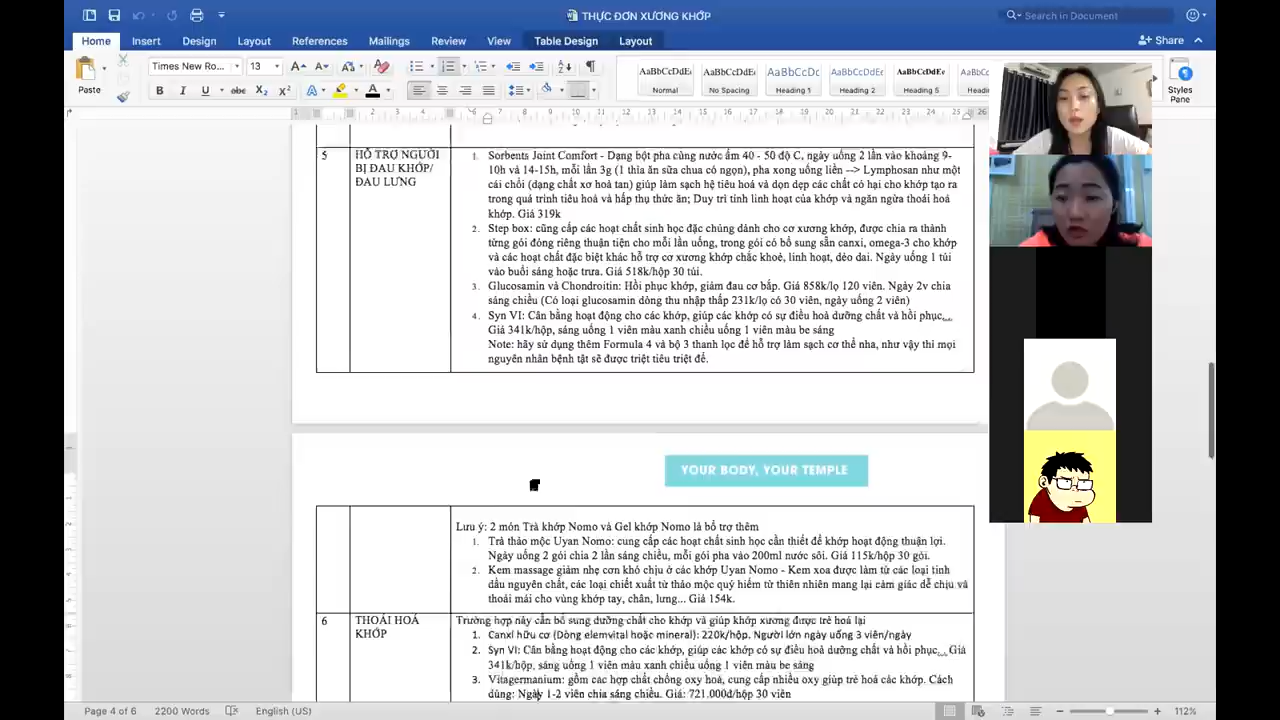 THỰC ĐƠN XƯƠNG KHỚP
Search in Document
Home Insert Design Layout References Mailings Review View Table Design Layout
Share
Paste
Times New Ro...
13
AaBbCcDdEe AaBbCcDdEe AaBbCcDc AaBbCcDdEe AaBbCcDdEe
Normal No Spacing Heading 1 Heading 2 Heading 5
Styles Pane
5
HỖ TRỢ NGƯỜI BỊ ĐAU KHỚP/ ĐAU LƯNG
1. Sorbents Joint Comfort - Dạng bột pha cùng nước ấm 40 - 50 độ C, ngày uống 2 lần vào khoảng 9-
10h và 14-15h, mỗi lần 3g (1 thìa ăn sữa chua có ngọn), pha xong uống liền --> Lymphosan như một
cái chổi (dạng chất xơ hoà tan) giúp làm sạch hệ tiêu hoá và dọn dẹp các chất có hại cho khớp tạo ra
trong quá trình tiêu hoá và hấp thụ thức ăn; Duy trì tính linh hoạt của khớp và ngăn ngừa thoái hoá
khớp. Giá 319k
2. Step box: cũng cấp các hoạt chất sinh học đặc chủng dành cho cơ xương khớp, được chia ra thành
từng gói đóng riêng thuận tiện cho mỗi lần uống, trong gói có bổ sung sẵn canxi, omega-3 cho khớp
và các hoạt chất đặc biệt khác hỗ trợ cơ xương khớp chắc khoẻ, linh hoạt, dẻo dai. Ngày uống 1 túi
vào buổi sáng hoặc trưa. Giá 518k/hộp 30 túi.
3. Glucosamin và Chondroitin: Hồi phục khớp, giảm đau cơ bắp. Giá 858k/lọ 120 viên. Ngày 2v chia
sáng chiều (Có loại glucosamin dòng thu nhập thấp 231k/lọ có 30 viên, ngày uống 2 viên)
4. Syn VI: Cân bằng hoạt động cho các khớp, giúp các khớp có sự điều hoà dưỡng chất và hồi phục.
Giá 341k/hộp, sáng uống 1 viên màu xanh chiều uống 1 viên màu be sáng
Note: hãy sử dụng thêm Formula 4 và bộ 3 thanh lọc để hỗ trợ làm sạch cơ thể nha, như vậy thì mọi
nguyên nhân bệnh tật sẽ được triệt tiêu triệt để.
YOUR BODY, YOUR TEMPLE
Lưu ý: 2 món Trà khớp Nomo và Gel khớp Nomo là bổ trợ thêm
1. Trà thảo mộc Uyan Nomo: cung cấp các hoạt chất sinh học cần thiết để khớp hoạt động thuận lợi.
Ngày uống 2 gói chia 2 lần sáng chiều, mỗi gói pha vào 200ml nước sôi. Giá 115k/hộp 30 gói.
2. Kem massage giảm nhẹ cơn khó chịu ở các khớp Uyan Nomo - Kem xoa được làm từ các loại tinh
dầu nguyên chất, các loại chiết xuất từ thảo mộc quý hiếm từ thiên nhiên mang lại cảm giác dễ chịu và
thoải mái cho vùng khớp tay, chân, lưng... Giá 154k.
6
THOÁI HOÁ KHỚP
Trường hợp này cần bổ sung dưỡng chất cho khớp và giúp khớp xương được trẻ hoá lại
1. Canxi hữu cơ (Dòng elemvital hoặc mineral): 220k/hộp. Người lớn ngày uống 3 viên/ngày
2. Syn VI: Cân bằng hoạt động cho các khớp, giúp các khớp có sự điều hoà dưỡng chất và hồi phục. Giá
341k/hộp, sáng uống 1 viên màu xanh chiều uống 1 viên màu be sáng
3. Vitagermanium: gồm các hợp chất chống oxy hoá, cung cấp nhiều oxy giúp trẻ hoá các khớp. Cách
dùng: Ngày 1-2 viên chia sáng chiều. Giá: 721.000đ/hộp 30 viên
Page 4 of 6 2200 Words English (US) 112%